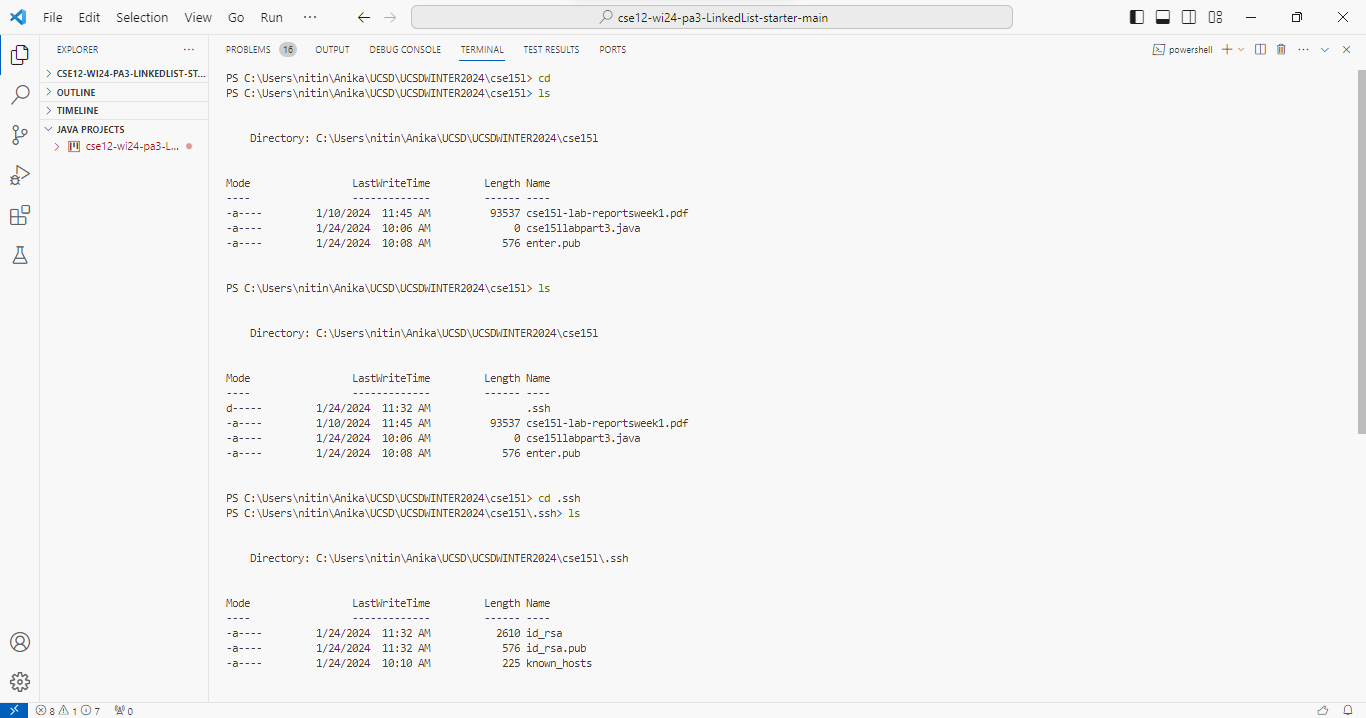 File Edit Selection View Go Run ··· cse12-wi24-pa3-LinkedList-starter-main
EXPLORER ···
CSE12-WI24-PA3-LINKEDLIST-ST...
OUTLINE
TIMELINE
JAVA PROJECTS
cse12-wi24-pa3-L...
PROBLEMS 16 OUTPUT DEBUG CONSOLE TERMINAL TEST RESULTS PORTS powershell ···
PS C:\Users\nitin\Anika\UCSD\UCSDWINTER2024\cse15l> cd
PS C:\Users\nitin\Anika\UCSD\UCSDWINTER2024\cse15l> ls
Directory: C:\Users\nitin\Anika\UCSD\UCSDWINTER2024\cse15l
Mode LastWriteTime Length Name
---- ------------- ------ ----
-a---- 1/10/2024 11:45 AM 93537 cse15l-lab-reportsweek1.pdf
-a---- 1/24/2024 10:06 AM 0 cse15llabpart3.java
-a---- 1/24/2024 10:08 AM 576 enter.pub
PS C:\Users\nitin\Anika\UCSD\UCSDWINTER2024\cse15l> ls
Directory: C:\Users\nitin\Anika\UCSD\UCSDWINTER2024\cse15l
Mode LastWriteTime Length Name
---- ------------- ------ ----
d----- 1/24/2024 11:32 AM .ssh
-a---- 1/10/2024 11:45 AM 93537 cse15l-lab-reportsweek1.pdf
-a---- 1/24/2024 10:06 AM 0 cse15llabpart3.java
-a---- 1/24/2024 10:08 AM 576 enter.pub
PS C:\Users\nitin\Anika\UCSD\UCSDWINTER2024\cse15l> cd .ssh
PS C:\Users\nitin\Anika\UCSD\UCSDWINTER2024\cse15l\.ssh> ls
Directory: C:\Users\nitin\Anika\UCSD\UCSDWINTER2024\cse15l\.ssh
Mode LastWriteTime Length Name
---- ------------- ------ ----
-a---- 1/24/2024 11:32 AM 2610 id_rsa
-a---- 1/24/2024 11:32 AM 576 id_rsa.pub
-a---- 1/24/2024 10:10 AM 225 known_hosts
8 1 7 0